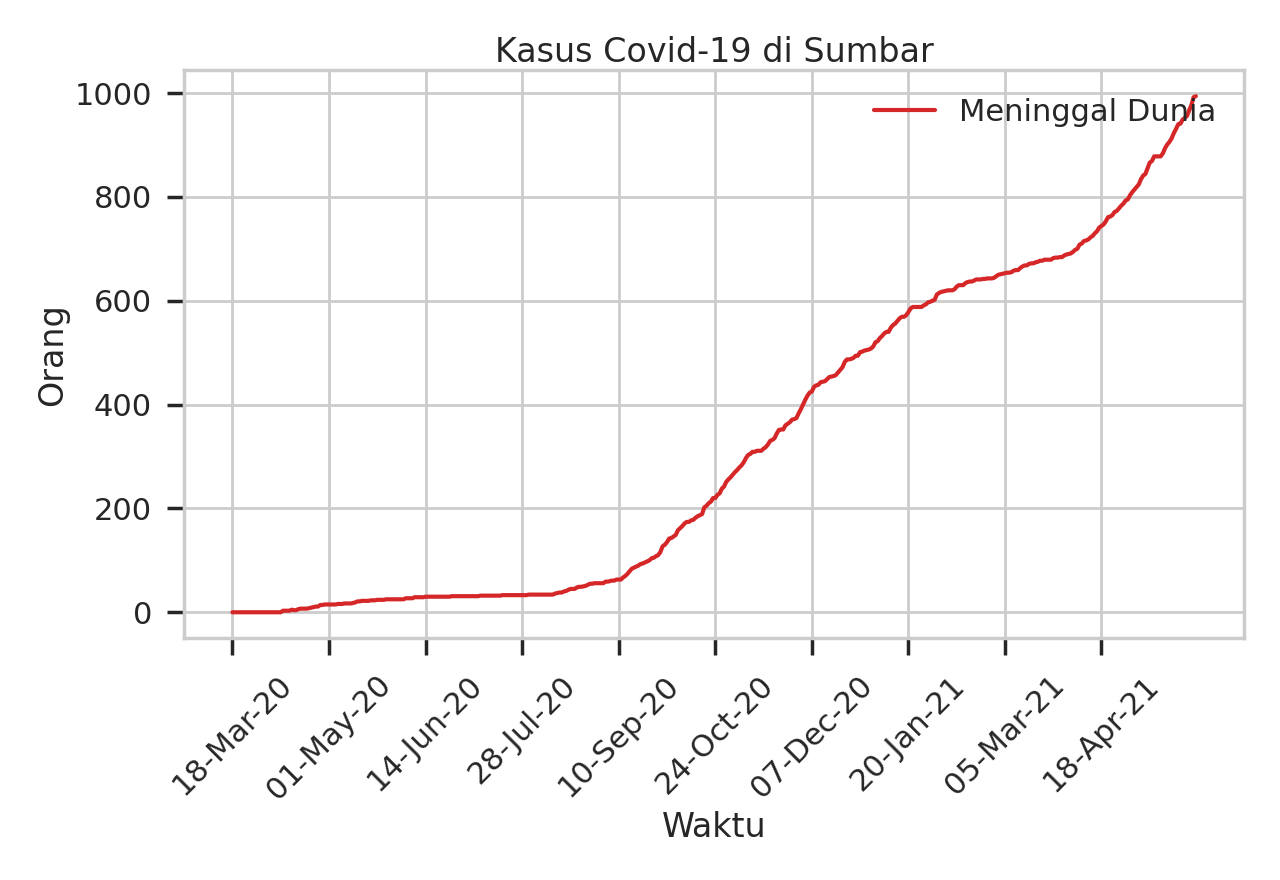 Kasus Covid-19 di Sumbar
Meninggal Dunia
Orang
1000
800
600
400
200
0
18-Mar-20
01-May-20
14-Jun-20
28-Jul-20
10-Sep-20
24-Oct-20
07-Dec-20
20-Jan-21
05-Mar-21
18-Apr-21
Waktu